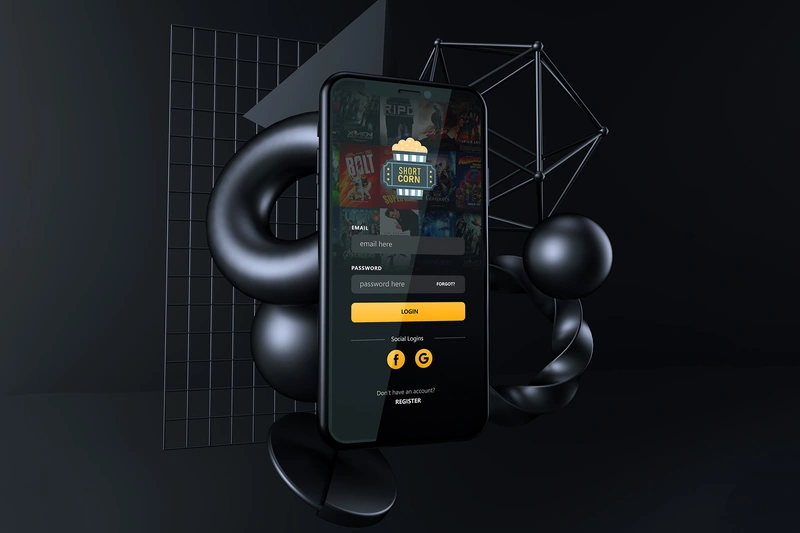 RIPD
BOLT
SHORT
CORN
EMAIL
email here
PASSWORD
password here
FORGOT?
LOGIN
Social Logins
f
G
Don't have an account?
REGISTER